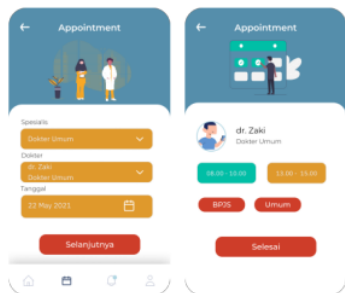 Appointment
Spesialis
Dokter Umum
Dokter
dr. Zaki
Dokter Umum
Tanggal
22 May 2021
Selanjutnya
Appointment
dr. Zaki
Dokter Umum
08.00 - 10.00
13.00 - 15.00
BPJS
Umum
Selesai